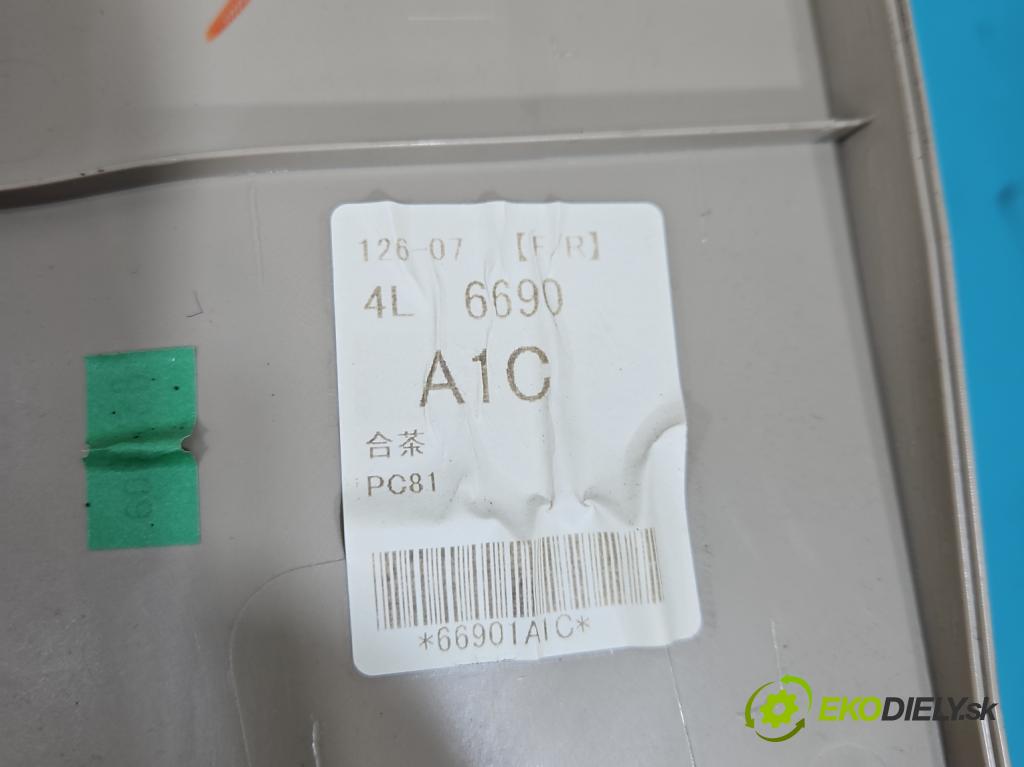 126-07 【F/R】
4L 6690
A1C
合茶
PC81
*66901A1C*
EKODIELY.sk